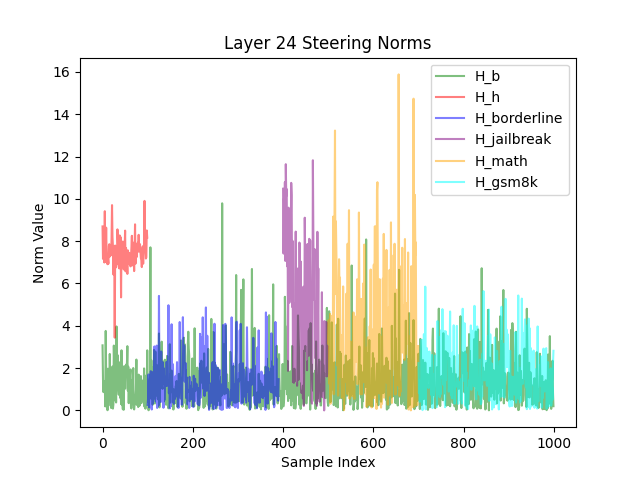 Layer 24 Steering Norms
16
14
12
10
8
6
4
2
0
Norm Value
0
200
400
600
800
1000
Sample Index
H_b
H_h
H_borderline
H_jailbreak
H_math
H_gsm8k